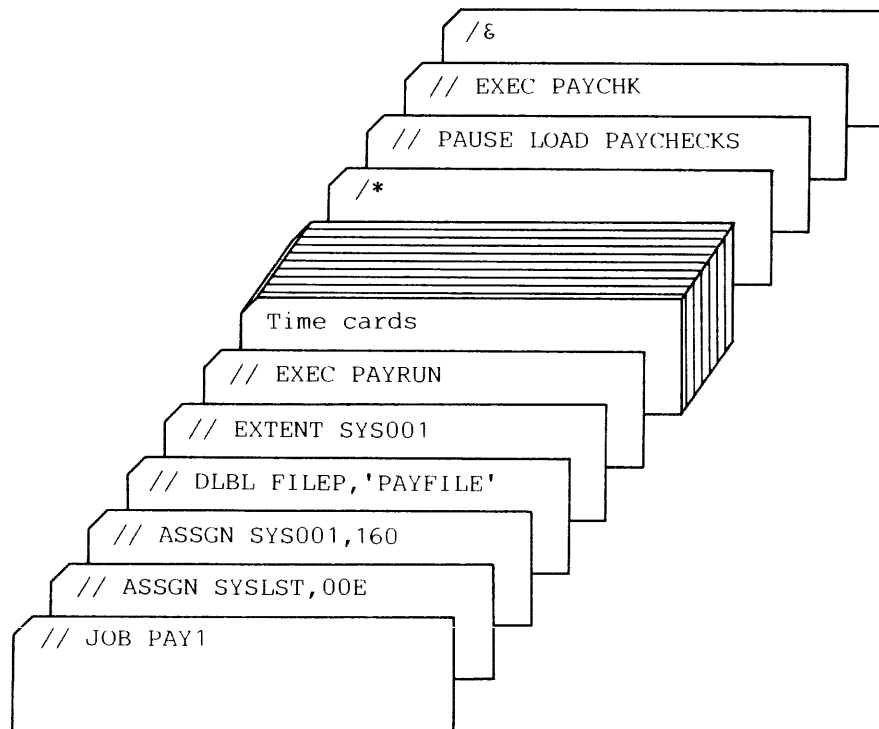 /&
// EXEC PAYCHK
// PAUSE LOAD PAYCHECKS
/*
Time cards
// EXEC PAYRUN
// EXTENT SYS001
// DLBL FILEP,'PAYFILE'
// ASSGN SYS001,160
// ASSGN SYSLST,00E
// JOB PAY1